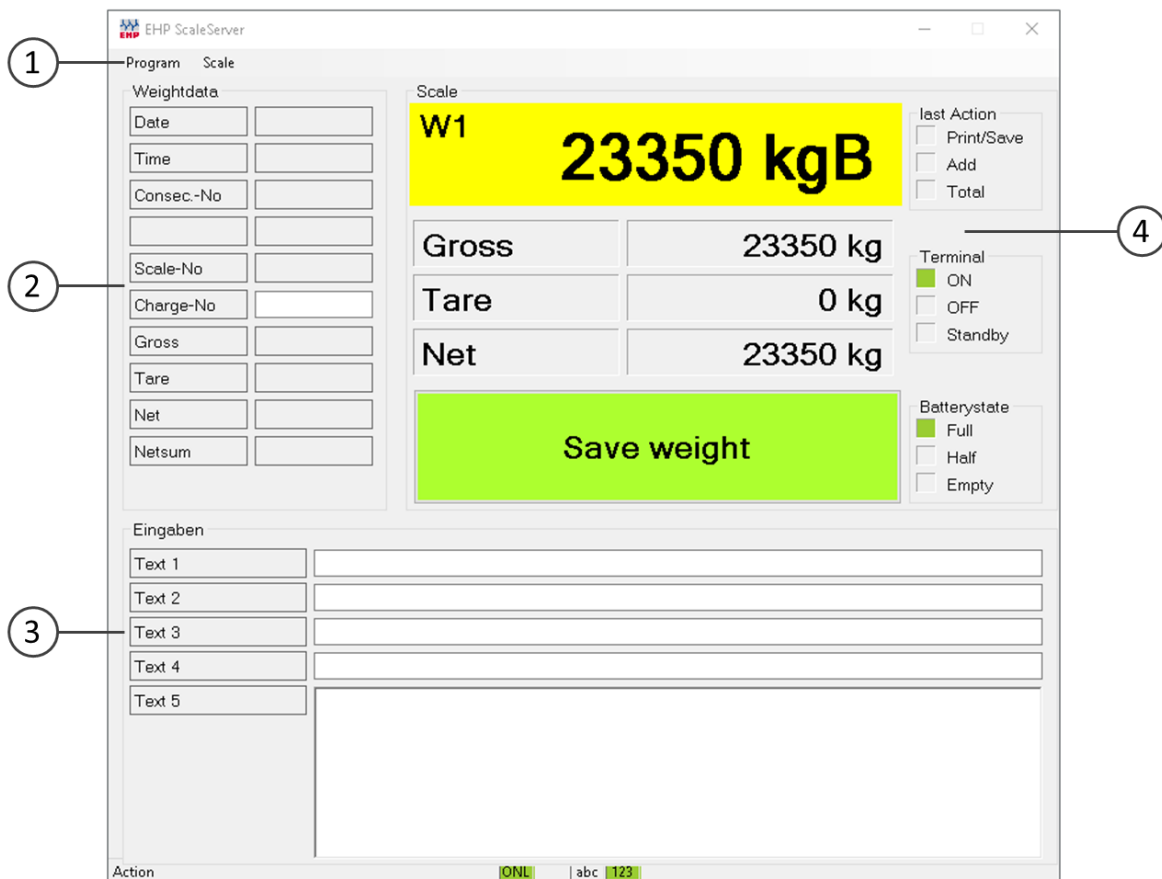 EHP ScaleServer
EHP
1
Program Scale
Weightdata
Date
Time
Consec.-No
2
Scale-No
Charge-No
Gross
Tare
Net
Netsum
Scale
W1
23350 kgB
Gross 23350 kg
Tare 0 kg
Net 23350 kg
Save weight
last Action
Print/Save
Add
Total
4
Terminal
ON
OFF
Standby
Batterystate
Full
Half
Empty
Eingaben
Text 1
Text 2
3
Text 3
Text 4
Text 5
Action ONL abc 123